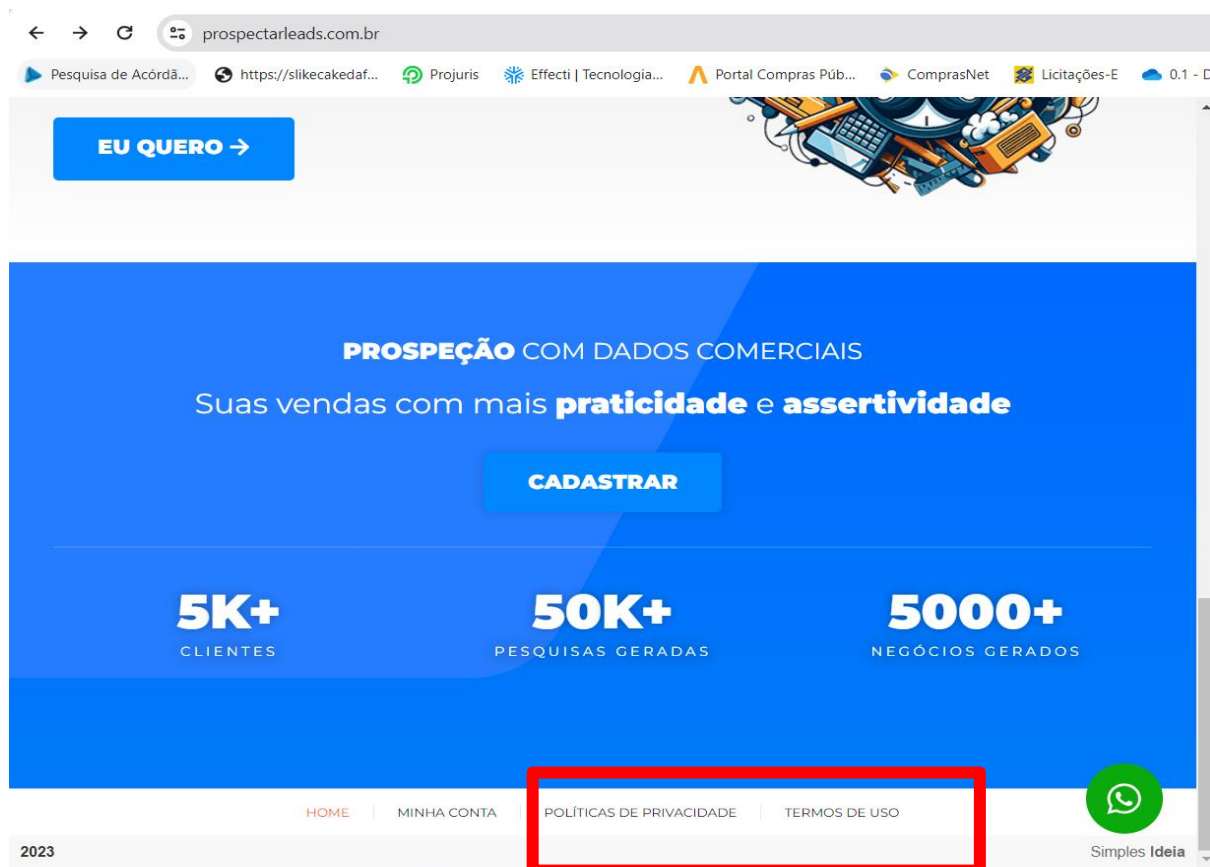 prospectarleads.com.br
Pesquisa de Acórdã... https://slikecakedaf... Projuris Effecti | Tecnologia... Portal Compras Púb... ComprasNet Licitações-E 0.1 - D
EU QUERO →
PROSPEÇÃO COM DADOS COMERCIAIS
Suas vendas com mais praticidade e assertividade
CADASTRAR
5K+ 50K+ 5000+
CLIENTES PESQUISAS GERADAS NEGÓCIOS GERADOS
HOME MINHA CONTA POLÍTICAS DE PRIVACIDADE TERMOS DE USO
2023 Simples Ideia